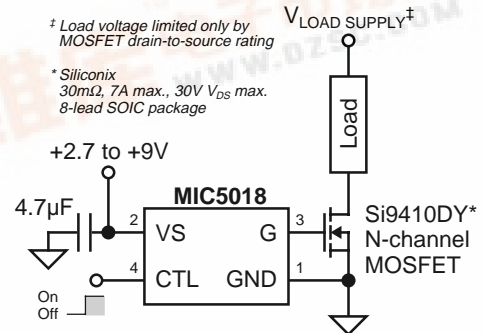 ‡ Load voltage limited only by
MOSFET drain-to-source rating
* Siliconix
30mΩ, 7A max., 30V VDS max.
8-lead SOIC package
VLOAD SUPPLY‡
+2.7 to +9V
4.7µF
MIC5018
2
VS
G
3
4
CTL
GND
1
On
Off
Load
Si9410DY*
N-channel
MOSFET